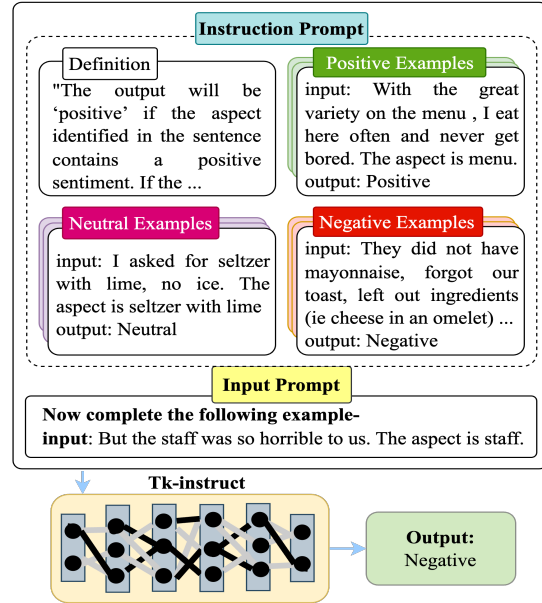 Instruction Prompt
Definition
"The output will be
‘positive’ if the aspect
identified in the sentence
contains a positive
sentiment. If the ...
Positive Examples
input: With the great
variety on the menu , I eat
here often and never get
bored. The aspect is menu.
output: Positive
Neutral Examples
input: I asked for seltzer
with lime, no ice. The
aspect is seltzer with lime
output: Neutral
Negative Examples
input: They did not have
mayonnaise, forgot our
toast, left out ingredients
(ie cheese in an omelet) ...
output: Negative
Input Prompt
Now complete the following example-
input: But the staff was so horrible to us. The aspect is staff.
Tk-instruct
Output:
Negative